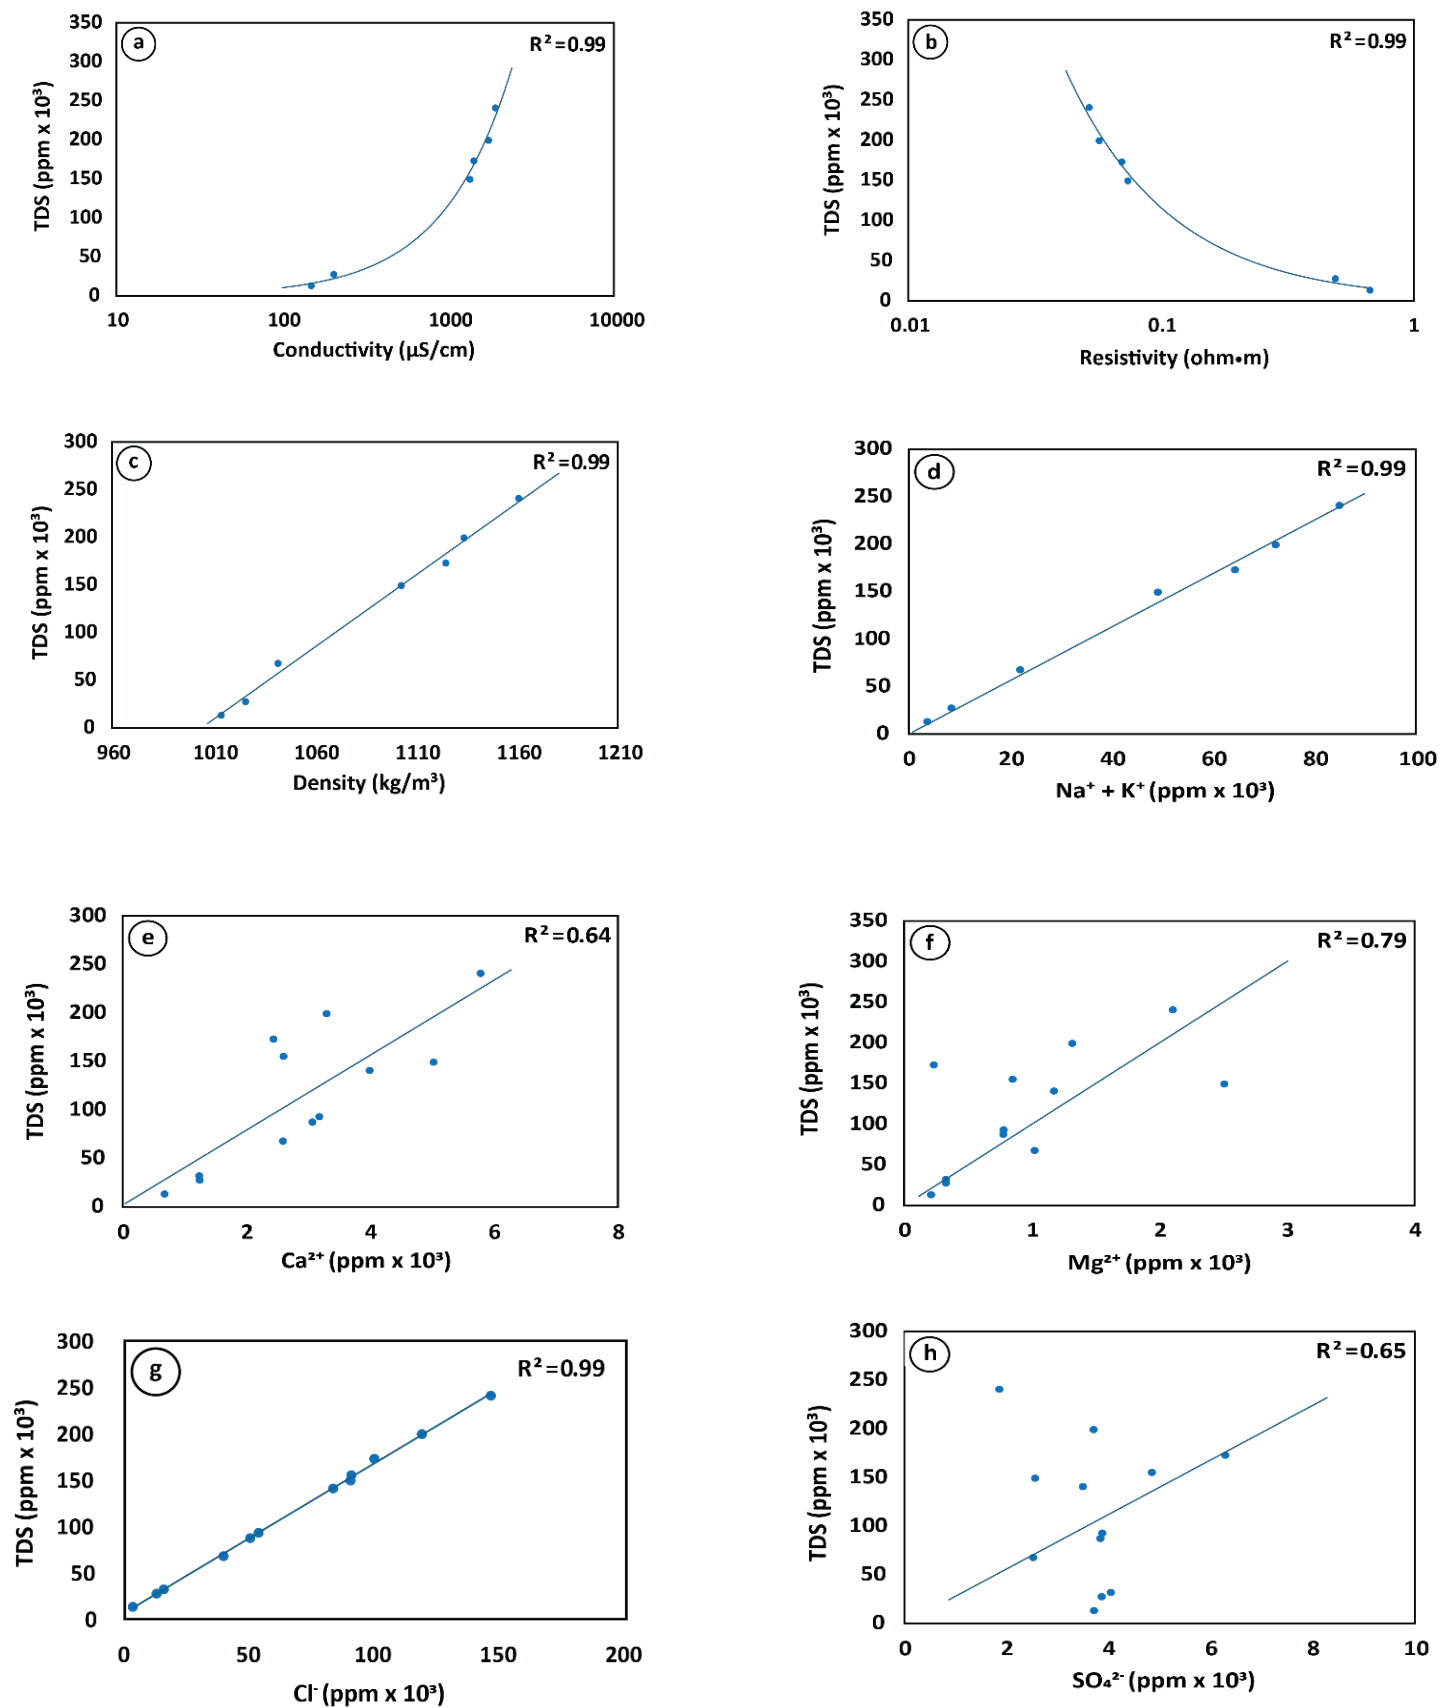 a
R²=0.99
TDS (ppm x 10³)
350
300
250
200
150
100
50
0
10 100 1000 10000
Conductivity (µS/cm)
b
R²=0.99
TDS (ppm x 10³)
350
300
250
200
150
100
50
0
0.01 0.1 1
Resistivity (ohm•m)
c
R²=0.99
TDS (ppm x 10³)
300
250
200
150
100
50
0
960 1010 1060 1110 1160 1210
Density (kg/m³)
d
R²=0.99
TDS (ppm x 10³)
300
250
200
150
100
50
0
0 20 40 60 80 100
Na⁺ + K⁺ (ppm x 10³)
e
R²=0.64
TDS (ppm x 10³)
300
250
200
150
100
50
0
0 2 4 6 8
Ca²⁺ (ppm x 10³)
f
R²=0.79
TDS (ppm x 10³)
350
300
250
200
150
100
50
0
0 1 2 3 4
Mg²⁺ (ppm x 10³)
g
R²=0.99
TDS (ppm x 10³)
300
250
200
150
100
50
0
0 50 100 150 200
Cl⁻ (ppm x 10³)
h
R²=0.65
TDS (ppm x 10³)
300
250
200
150
100
50
0
0 2 4 6 8 10
SO₄²⁻ (ppm x 10³)